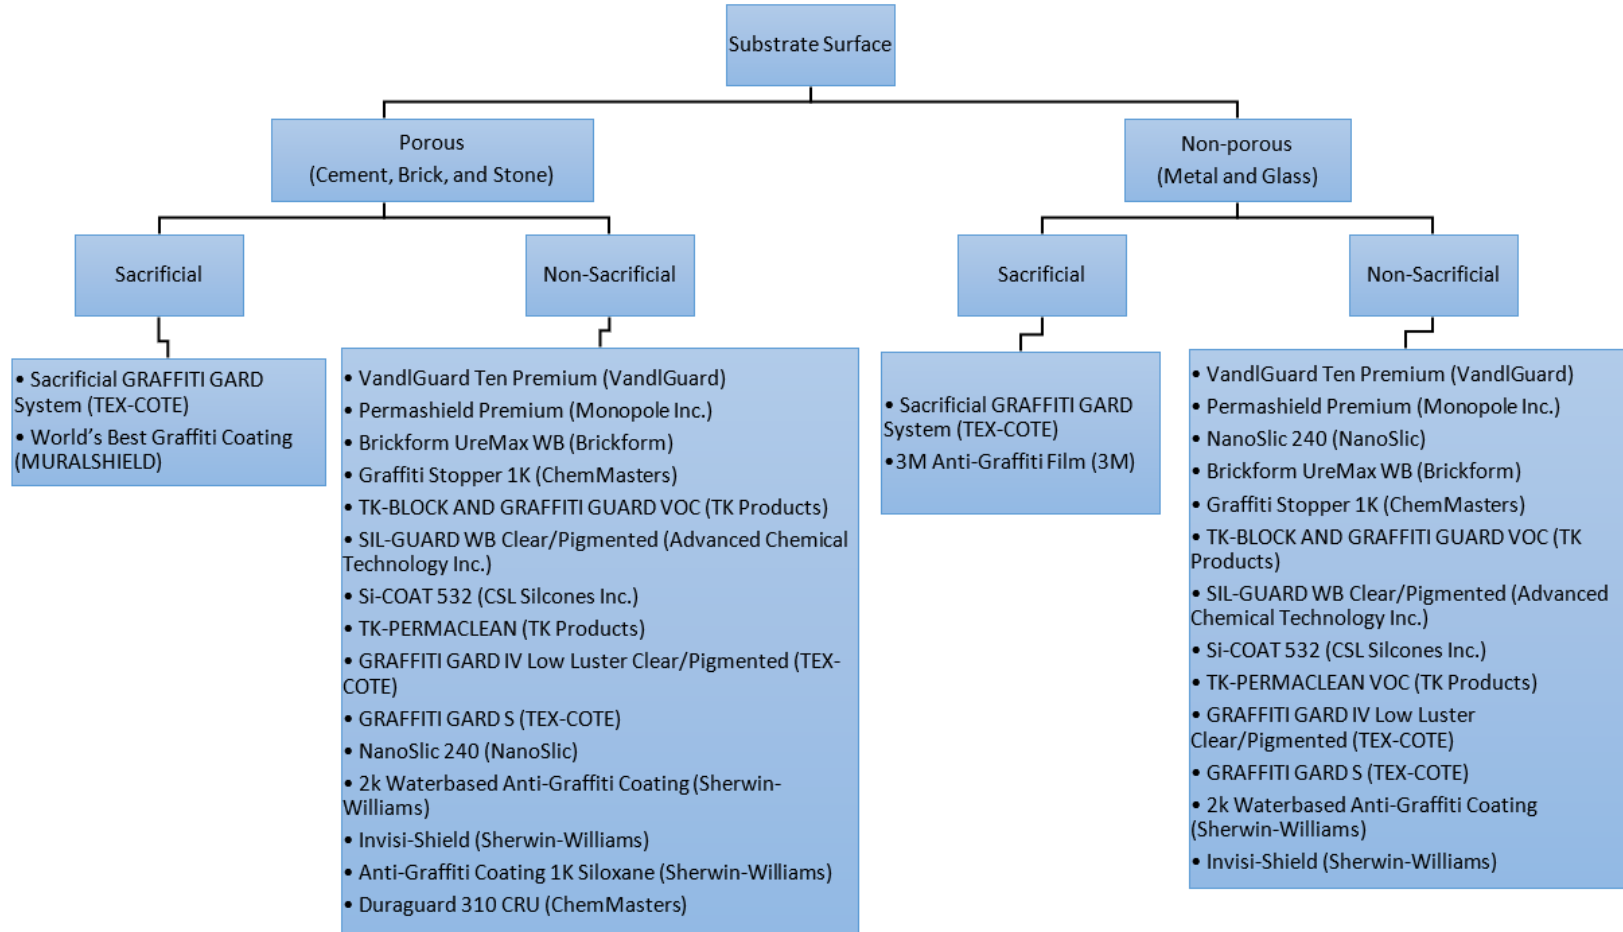 Substrate Surface
Porous
(Cement, Brick, and Stone)
Non-porous
(Metal and Glass)
Sacrificial
Non-Sacrificial
Sacrificial
Non-Sacrificial
• Sacrificial GRAFFITI GARD
System (TEX-COTE)
• World's Best Graffiti Coating
(MURALSHIELD)
• VandlGuard Ten Premium (VandlGuard)
• Permashield Premium (Monopole Inc.)
• Brickform UreMax WB (Brickform)
• Graffiti Stopper 1K (ChemMasters)
• TK-BLOCK AND GRAFFITI GUARD VOC (TK Products)
• SIL-GUARD WB Clear/Pigmented (Advanced Chemical
Technology Inc.)
• Si-COAT 532 (CSL Silcones Inc.)
• TK-PERMACLEAN (TK Products)
• GRAFFITI GARD IV Low Luster Clear/Pigmented (TEX-
COTE)
• GRAFFITI GARD S (TEX-COTE)
• NanoSlic 240 (NanoSlic)
• 2k Waterbased Anti-Graffiti Coating (Sherwin-
Williams)
• Invisi-Shield (Sherwin-Williams)
• Anti-Graffiti Coating 1K Siloxane (Sherwin-Williams)
• Duraguard 310 CRU (ChemMasters)
• Sacrificial GRAFFITI GARD
System (TEX-COTE)
•3M Anti-Graffiti Film (3M)
• VandlGuard Ten Premium (VandlGuard)
• Permashield Premium (Monopole Inc.)
• NanoSlic 240 (NanoSlic)
• Brickform UreMax WB (Brickform)
• Graffiti Stopper 1K (ChemMasters)
• TK-BLOCK AND GRAFFITI GUARD VOC (TK
Products)
• SIL-GUARD WB Clear/Pigmented (Advanced
Chemical Technology Inc.)
• Si-COAT 532 (CSL Silcones Inc.)
• TK-PERMACLEAN VOC (TK Products)
• GRAFFITI GARD IV Low Luster
Clear/Pigmented (TEX-COTE)
• GRAFFITI GARD S (TEX-COTE)
• 2k Waterbased Anti-Graffiti Coating
(Sherwin-Williams)
• Invisi-Shield (Sherwin-Williams)